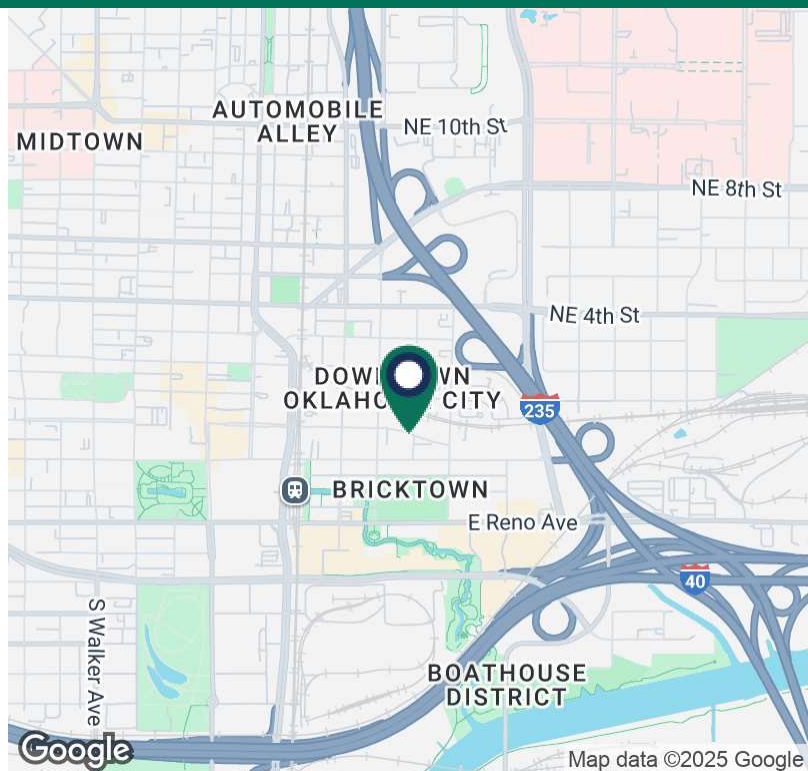 AUTOMOBILE
ALLEY
NE 10th St
MIDTOWN
NE 8th St
NE 4th St
DOWNTOWN
OKLAHOMA CITY
235
BRICKTOWN
E Reno Ave
40
S Walker Ave
BOATHOUSE
DISTRICT
Google
Map data ©2025 Google